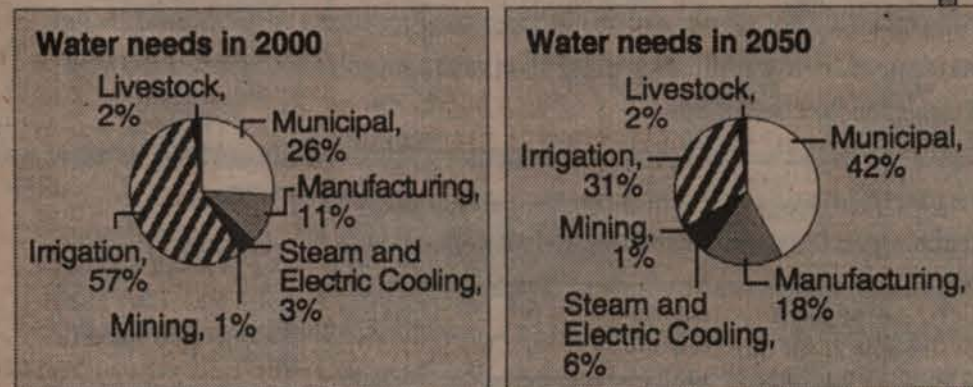 Water needs in 2000
Livestock,
2%
Municipal,
26%
Manufacturing,
11%
Steam and
Electric Cooling,
3%
Mining, 1%
Irrigation,
57%
Water needs in 2050
Livestock,
2%
Municipal,
42%
Manufacturing,
18%
Steam and
Electric Cooling,
6%
Mining,
1%
Irrigation,
31%